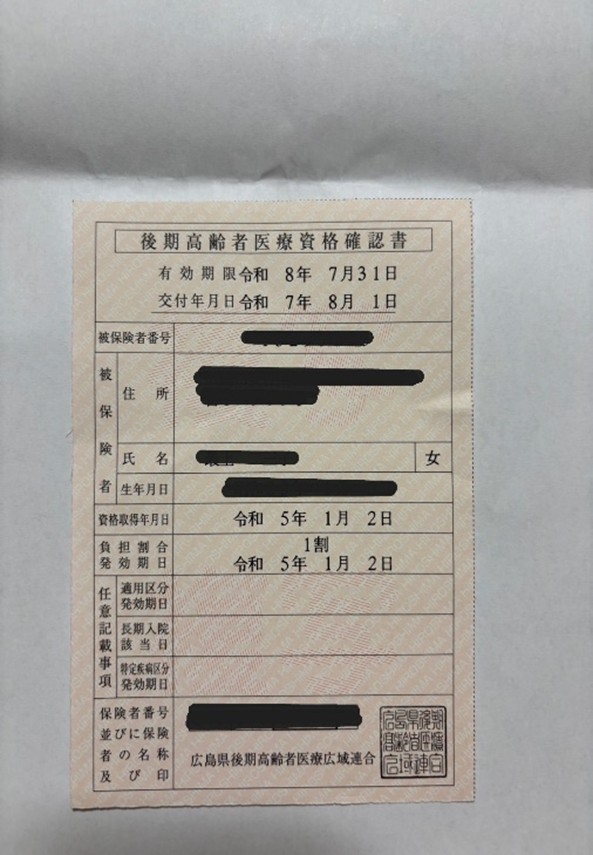 後期高齢者医療資格確認書
有効期限令和 8年 7月31日
交付年月日令和 7年 8月 1日
被保険者番号
被保険者
住所
氏名
女
生年月日
資格取得年月日 令和 5年 1月 2日
負担割合 1割
発効期日 令和 5年 1月 2日
任意記載事項
適用区分
発効期日
長期入院
該当日
特定疾病区分
発効期日
保険者番号
並びに保険
者の名称
及び印
広島県後期高齢者医療広域連合